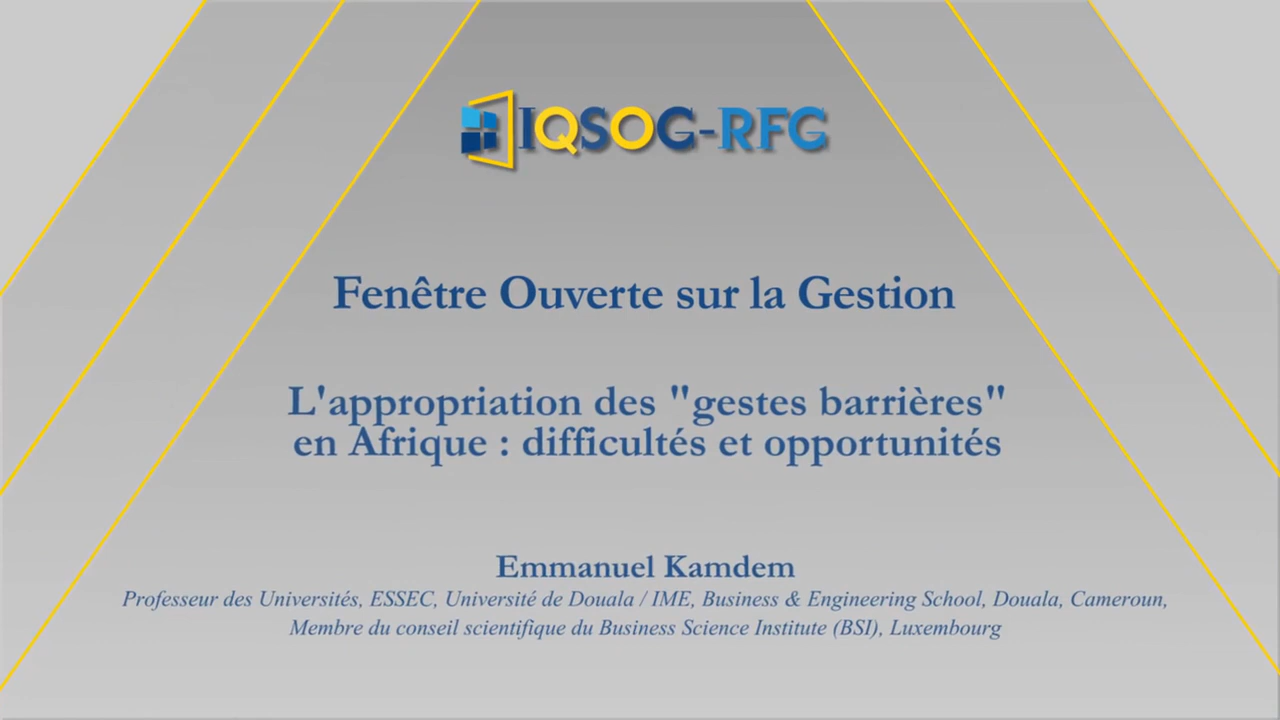 IQSOG-RFG
Fenêtre Ouverte sur la Gestion
L'appropriation des "gestes barrières"
en Afrique : difficultés et opportunités
Emmanuel Kamdem
Professeur des Universités, ESSEC, Université de Douala / IME, Business & Engineering School, Douala, Cameroun,
Membre du conseil scientifique du Business Science Institute (BSI), Luxembourg